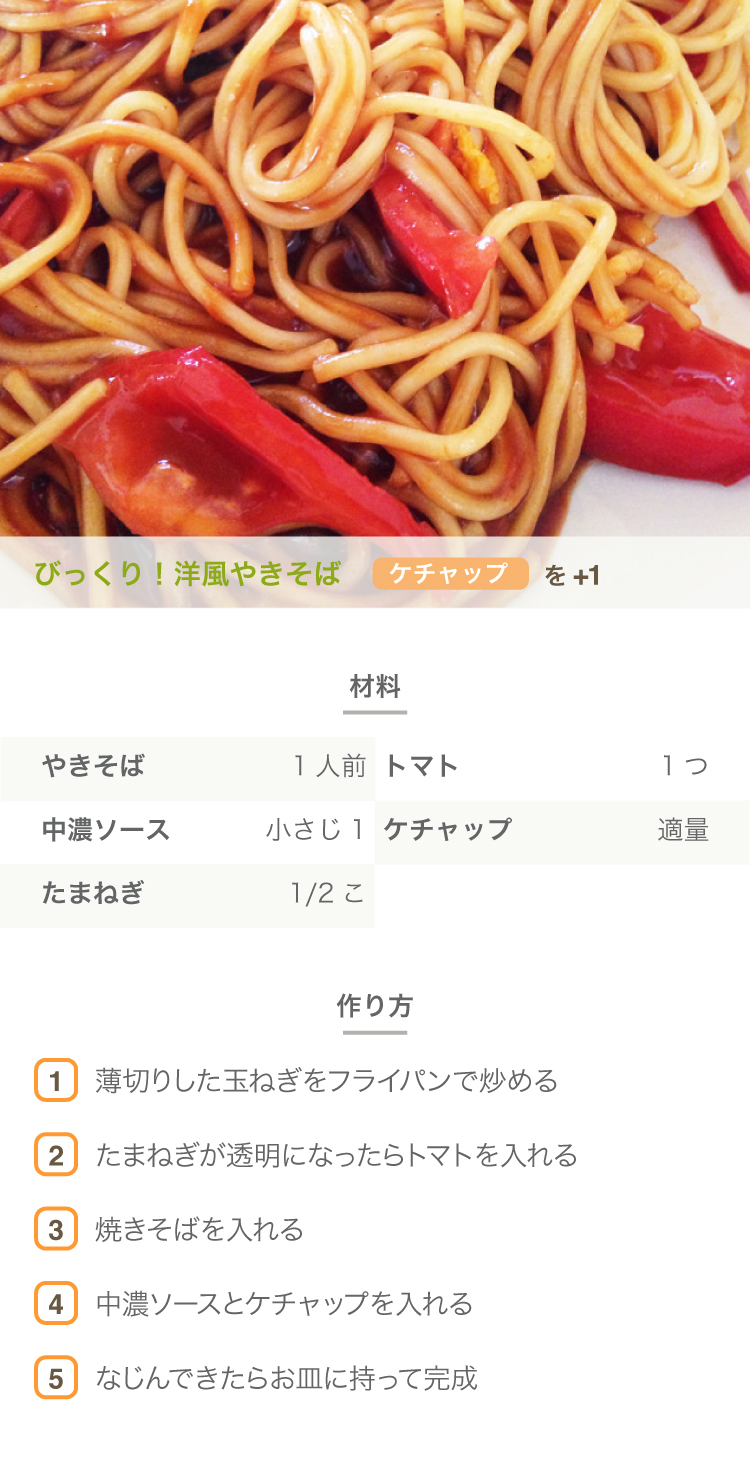 びっくり！洋風やきそば ケチャップ を +1
材料
やきそば 1 人前 トマト 1 つ
中濃ソース 小さじ 1 ケチャップ 適量
たまねぎ 1/2 こ
作り方
1 薄切りした玉ねぎをフライパンで炒める
2 たまねぎが透明になったらトマトを入れる
3 焼きそばを入れる
4 中濃ソースとケチャップを入れる
5 なじんできたらお皿に持って完成